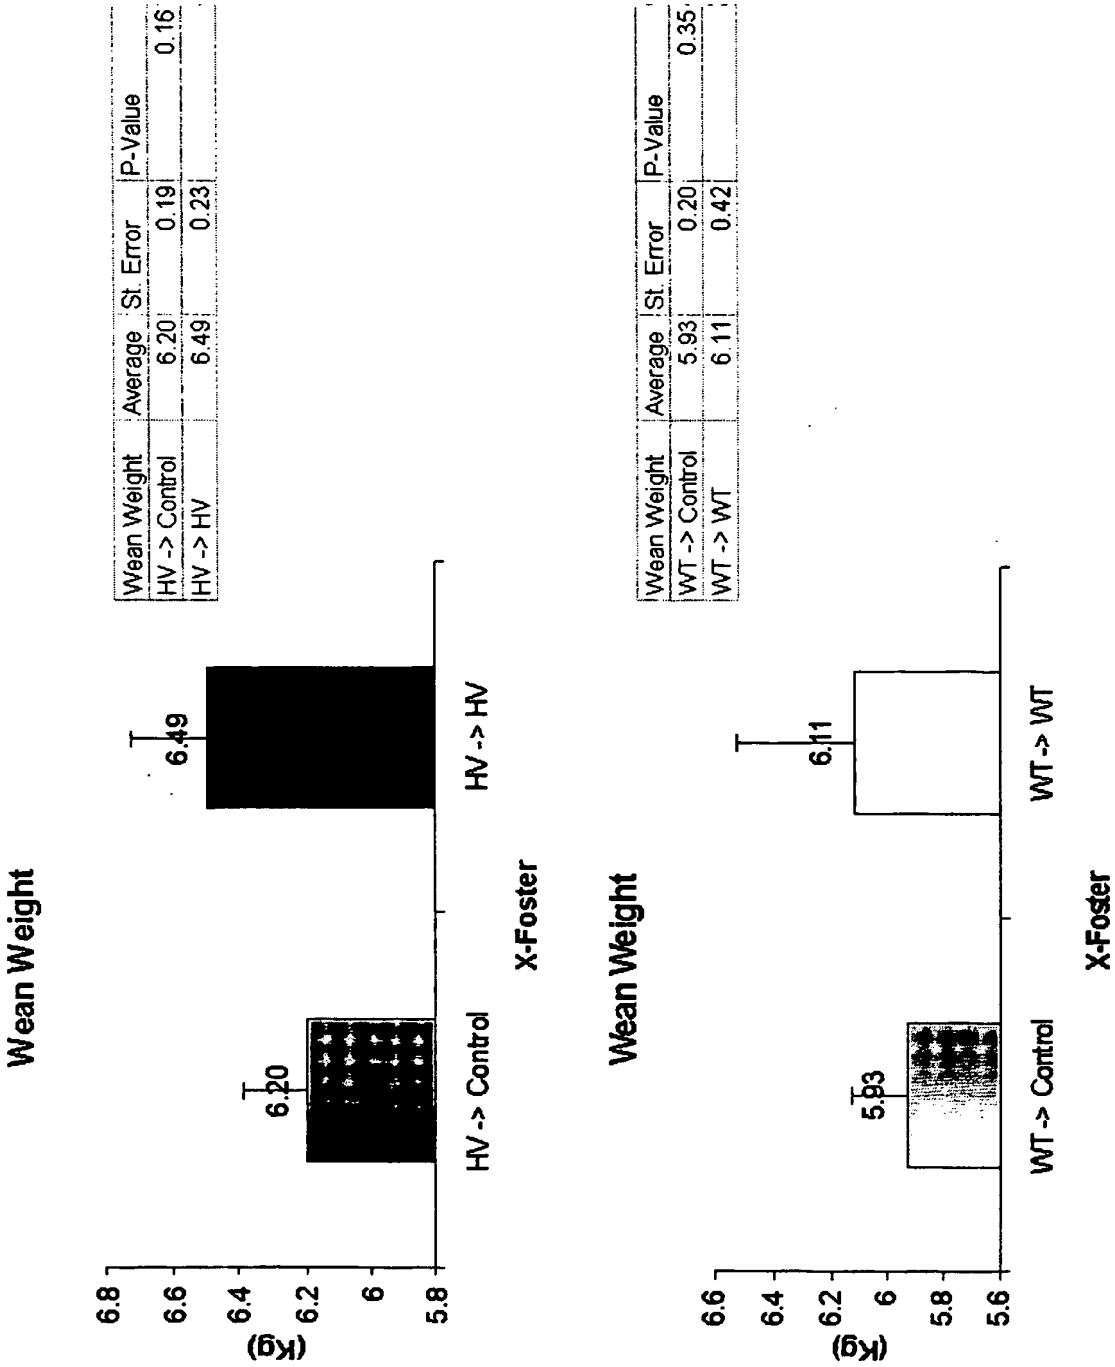 Wean Weight
(Kg)
6.8
6.6
6.4
6.2
6
5.8
6.20
6.49
HV -> Control
HV -> HV
X-Foster
Wean Weight Average St. Error P-Value
HV -> Control 6.20 0.19 0.16
HV -> HV 6.49 0.23
Wean Weight
(Kg)
6.6
6.4
6.2
6
5.8
5.6
5.93
6.11
WT -> Control
WT -> WT
X-Foster
Wean Weight Average St. Error P-Value
WT -> Control 5.93 0.20 0.35
WT -> WT 6.11 0.42